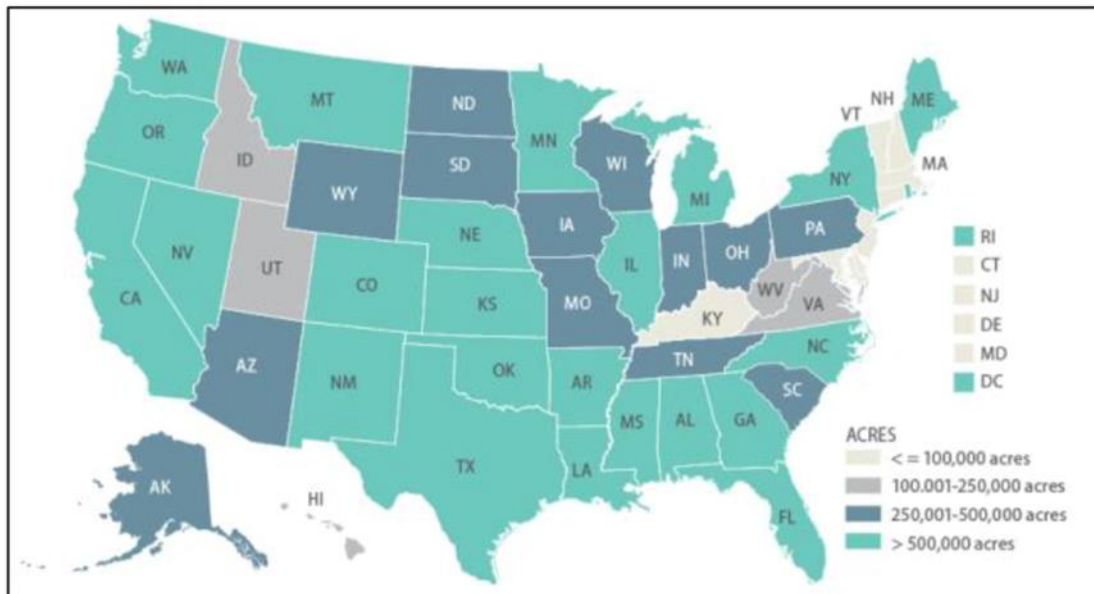 WA
MT
ND
MN
VT
NH
ME
OR
ID
SD
WI
NY
MA
WY
MI
IA
PA
RI
NE
OH
IN
IL
CT
NV
UT
CO
WV
VA
NJ
CA
KS
MO
KY
DE
MD
NC
TN
DC
AZ
NM
OK
AR
SC
MS
AL
GA
ACRES
TX
LA
< = 100,000 acres
AK
HI
100.001-250,000 acres
FL
250,001-500,000 acres
> 500,000 acres